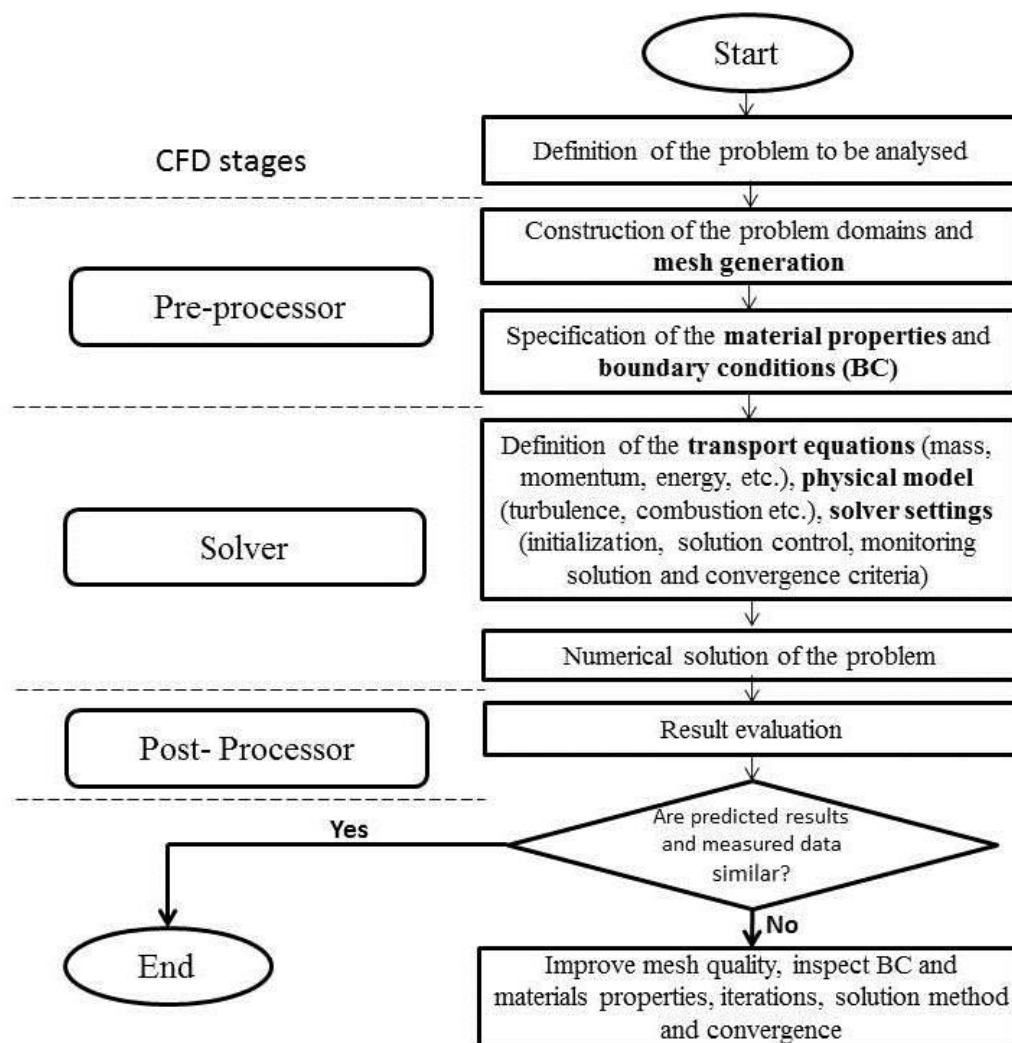 Start
Definition of the problem to be analysed
CFD stages
Construction of the problem domains and
mesh generation
Pre-processor
Specification of the material properties and
boundary conditions (BC)
Definition of the transport equations (mass,
momentum, energy, etc.), physical model
(turbulence, combustion etc.), solver settings
(initialization, solution control, monitoring
solution and convergence criteria)
Solver
Numerical solution of the problem
Result evaluation
Post- Processor
Are predicted results
and measured data
similar?
Yes
No
End
Improve mesh quality, inspect BC and
materials properties, iterations, solution method
and convergence